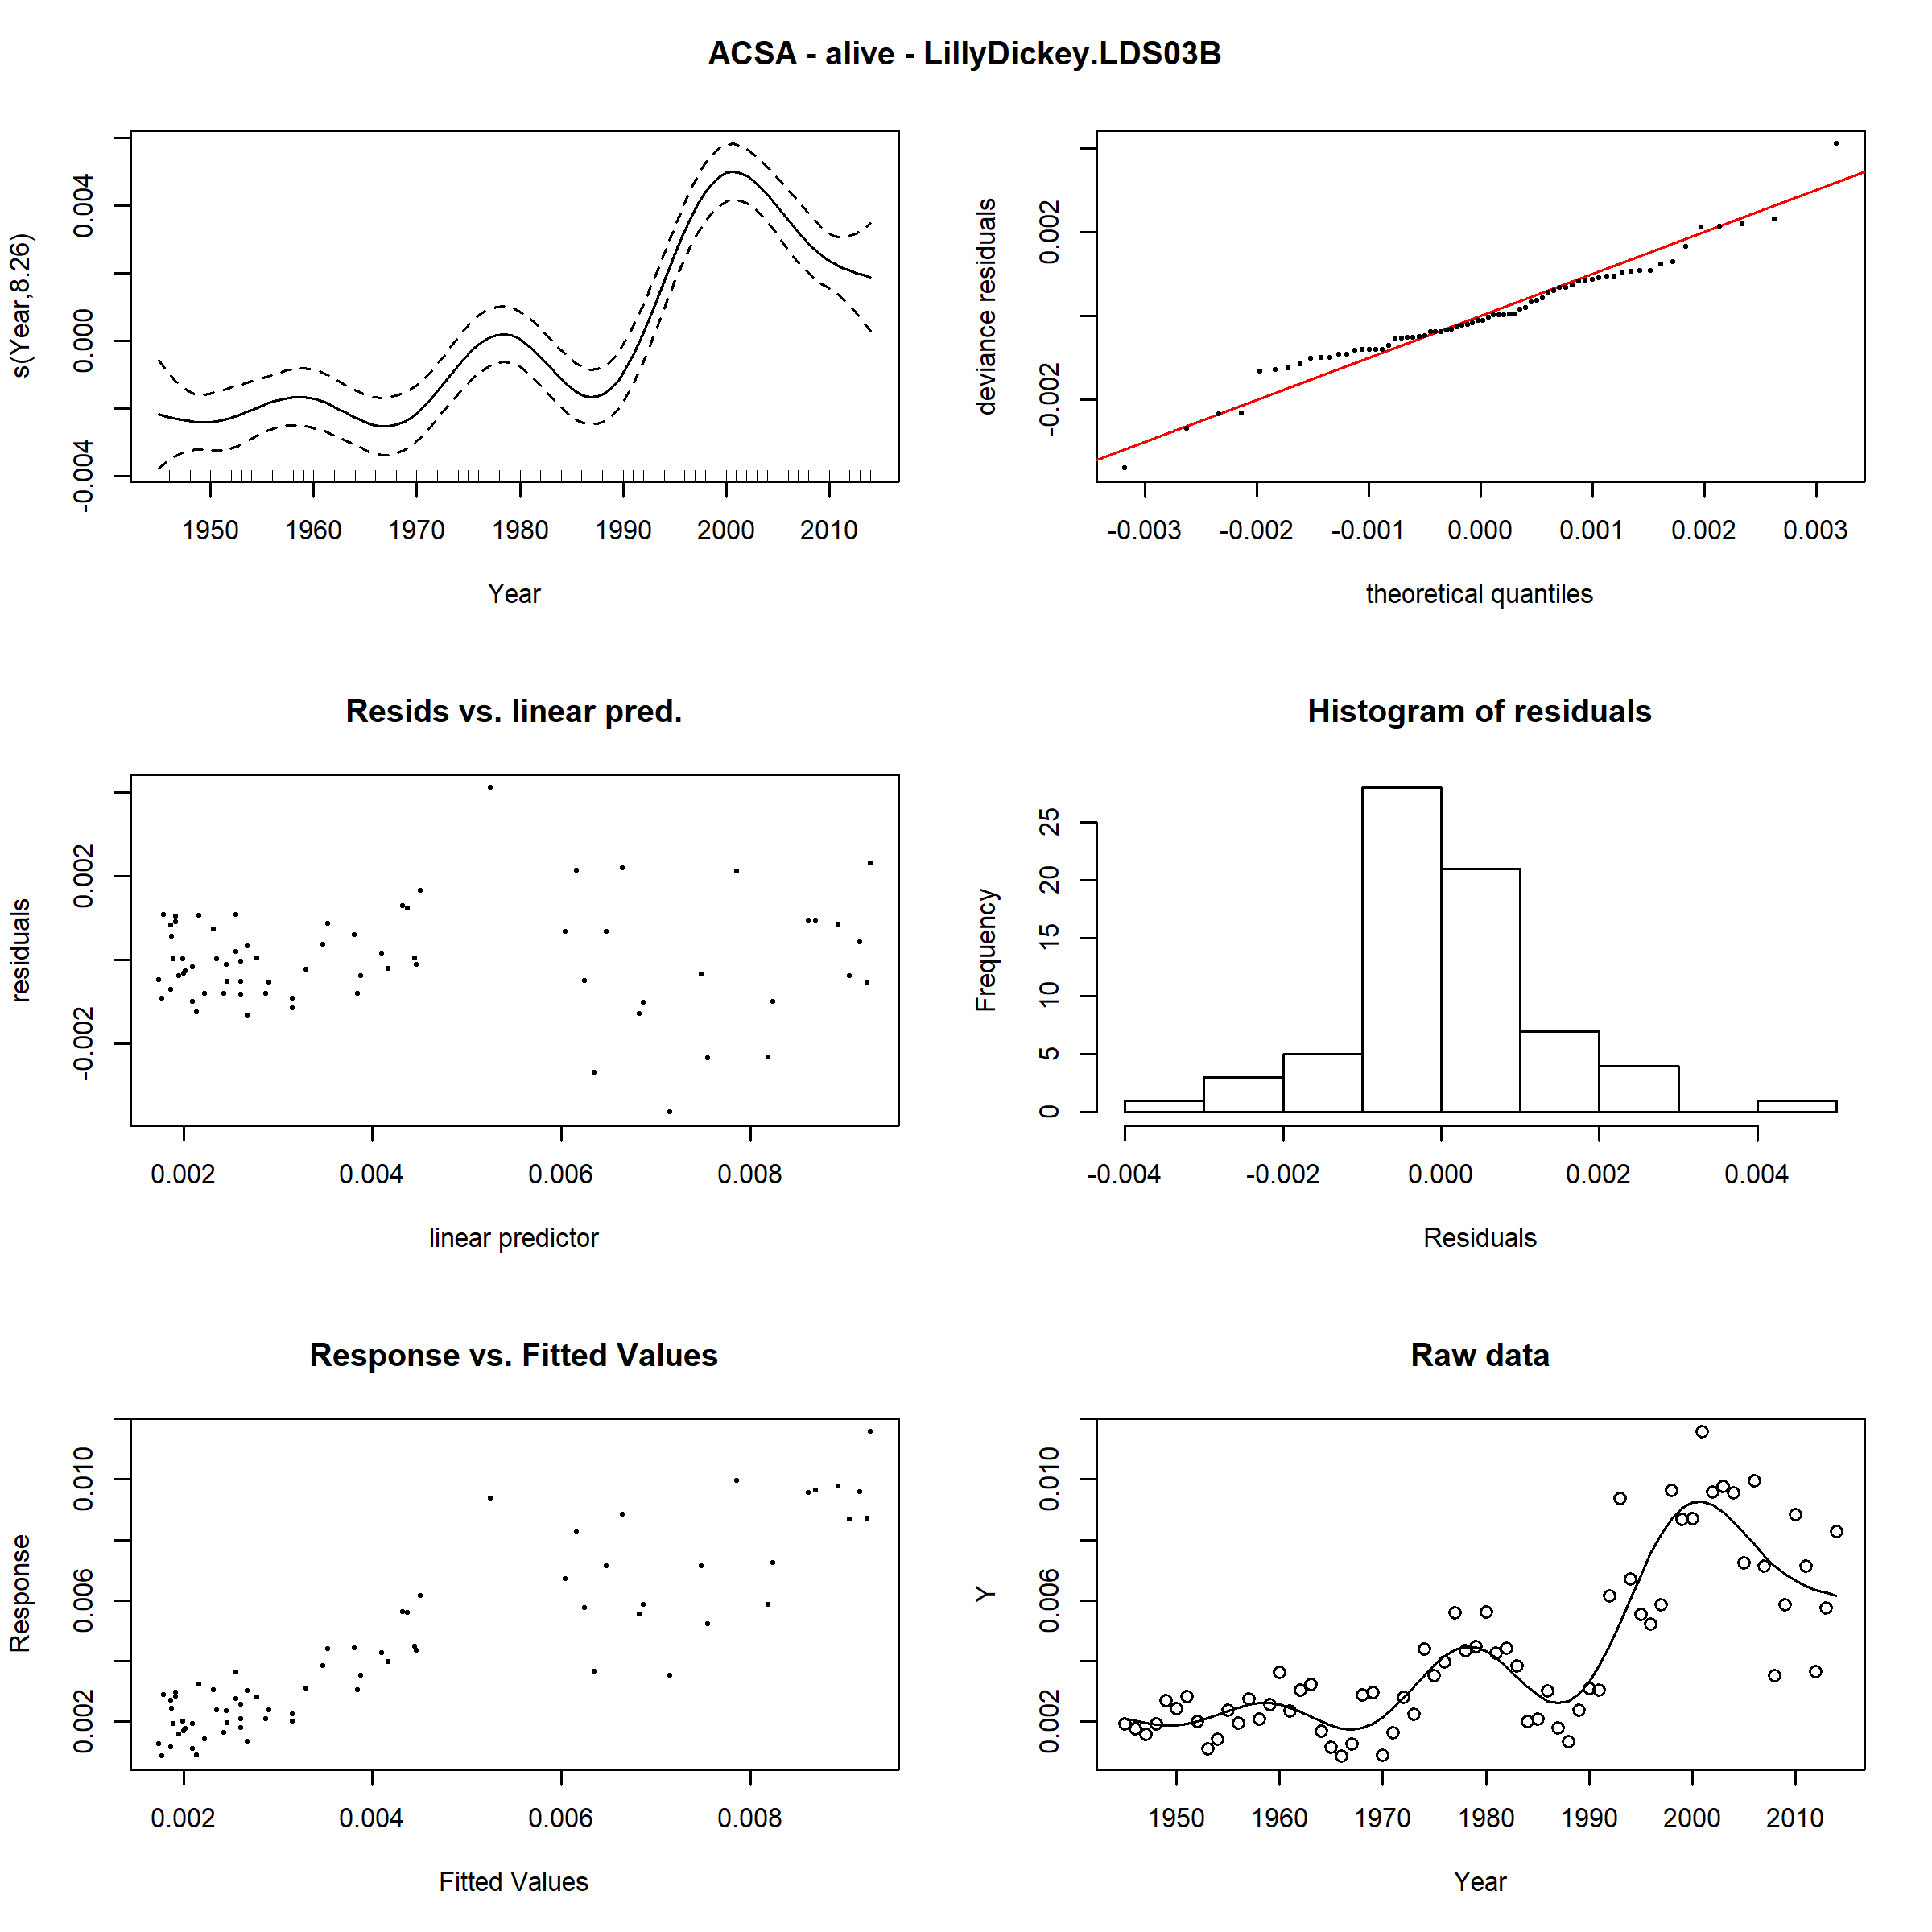 ACSA - alive - LillyDickey.LDS03B
s(Year,8.26)
-0.004 0.000 0.004
1950 1960 1970 1980 1990 2000 2010
Year
deviance residuals
-0.002 0.002
-0.003 -0.002 -0.001 0.000 0.001 0.002 0.003
theoretical quantiles
Resids vs. linear pred.
residuals
-0.002 0.002
0.002 0.004 0.006 0.008
linear predictor
Histogram of residuals
Frequency
0 5 10 15 20 25
-0.004 -0.002 0.000 0.002 0.004
Residuals
Response vs. Fitted Values
Response
0.002 0.006 0.010
0.002 0.004 0.006 0.008
Fitted Values
Raw data
Y
0.002 0.006 0.010
1950 1960 1970 1980 1990 2000 2010
Year